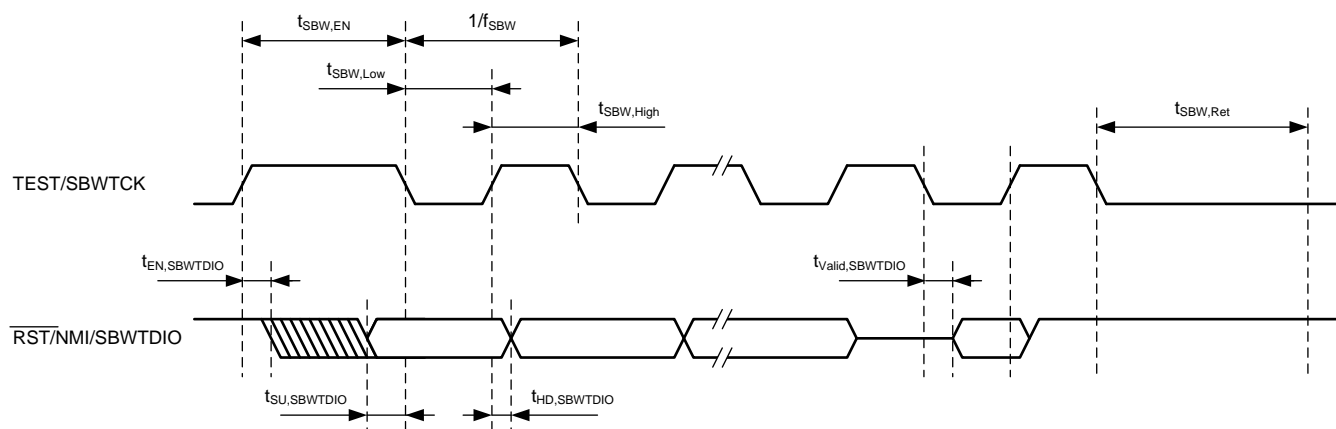 tSBW,EN
1/fSBW
tSBW,Low
tSBW,High
tSBW,Ret
TEST/SBWTCK
tEN,SBWTDIO
tValid,SBWTDIO
RST/NMI/SBWTDIO
tSU,SBWTDIO
tHD,SBWTDIO